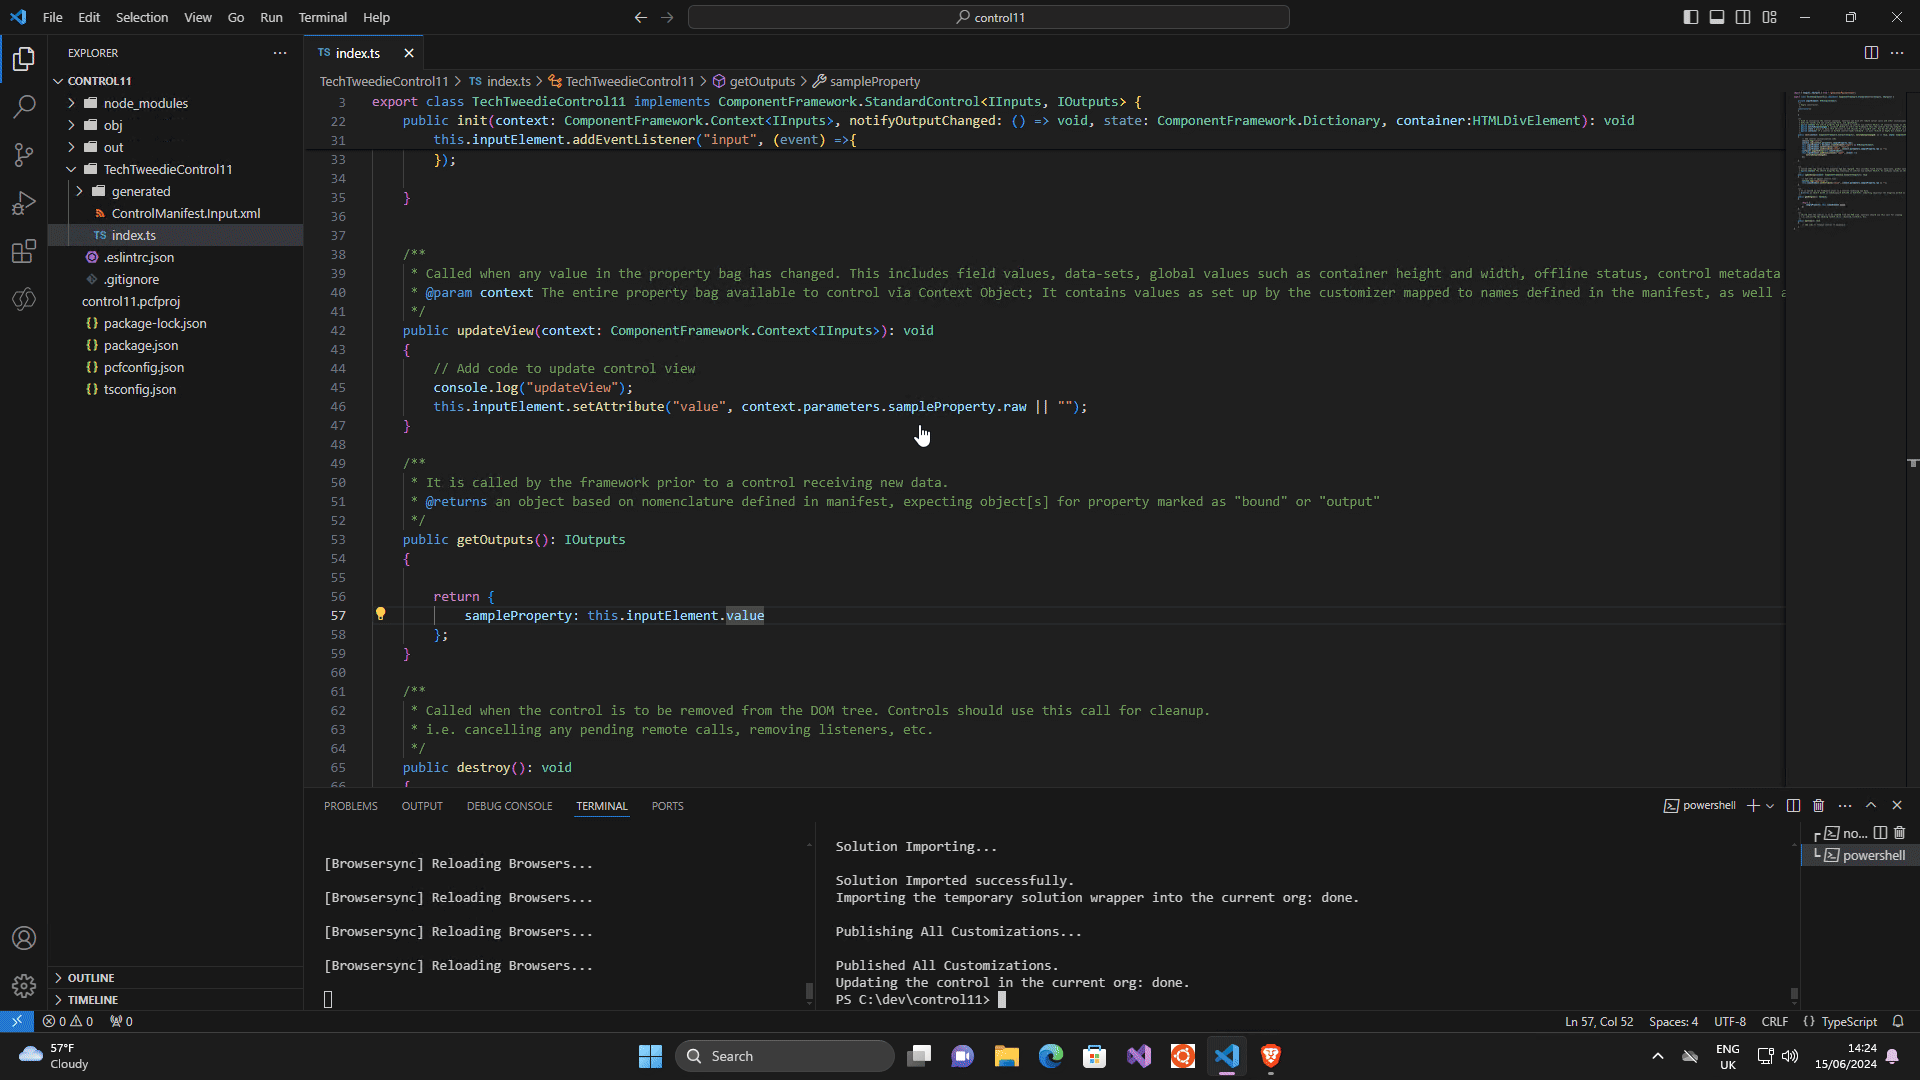 File Edit Selection View Go Run Terminal Help
control11
EXPLORER
CONTROL11
node_modules
obj
out
TechTweedieControl11
generated
ControlManifest.Input.xml
TS index.ts
.eslintrc.json
.gitignore
control11.pcfproj
{} package-lock.json
{} package.json
{} pcfconfig.json
{} tsconfig.json
OUTLINE
TIMELINE
TS index.ts
TechTweedieControl11 > TS index.ts > TechTweedieControl11 > getOutputs > sampleProperty
3 export class TechTweedieControl11 implements ComponentFramework.StandardControl<IInputs, IOutputs> {
22 public init(context: ComponentFramework.Context<IInputs>, notifyOutputChanged: () => void, state: ComponentFramework.Dictionary, container:HTMLDivElement): void
31 this.inputElement.addEventListener("input", (event) =>{
33 });
34
35 }
36
37
38 /**
39 * Called when any value in the property bag has changed. This includes field values, data-sets, global values such as container height and width, offline status, control metadata
40 * @param context The entire property bag available to control via Context Object; It contains values as set up by the customizer mapped to names defined in the manifest, as well a
41 */
42 public updateView(context: ComponentFramework.Context<IInputs>): void
43 {
44 // Add code to update control view
45 console.log("updateView");
46 this.inputElement.setAttribute("value", context.parameters.sampleProperty.raw || "");
47 }
48
49 /**
50 * It is called by the framework prior to a control receiving new data.
51 * @returns an object based on nomenclature defined in manifest, expecting object[s] for property marked as "bound" or "output"
52 */
53 public getOutputs(): IOutputs
54 {
55
56 return {
57 sampleProperty: this.inputElement.value
58 };
59 }
60
61 /**
62 * Called when the control is to be removed from the DOM tree. Controls should use this call for cleanup.
63 * i.e. cancelling any pending remote calls, removing listeners, etc.
64 */
65 public destroy(): void
66 {
PROBLEMS OUTPUT DEBUG CONSOLE TERMINAL PORTS
powershell
[Browsersync] Reloading Browsers...
[Browsersync] Reloading Browsers...
[Browsersync] Reloading Browsers...
[Browsersync] Reloading Browsers...
Solution Importing...
Solution Imported successfully.
Importing the temporary solution wrapper into the current org: done.
Publishing All Customizations...
Published All Customizations.
Updating the control in the current org: done.
PS C:\dev\control11>
no...
powershell
0 0 0
Ln 57, Col 52 Spaces: 4 UTF-8 CRLF {} TypeScript
57°F
Cloudy
Search
ENG
UK
14:24
15/06/2024